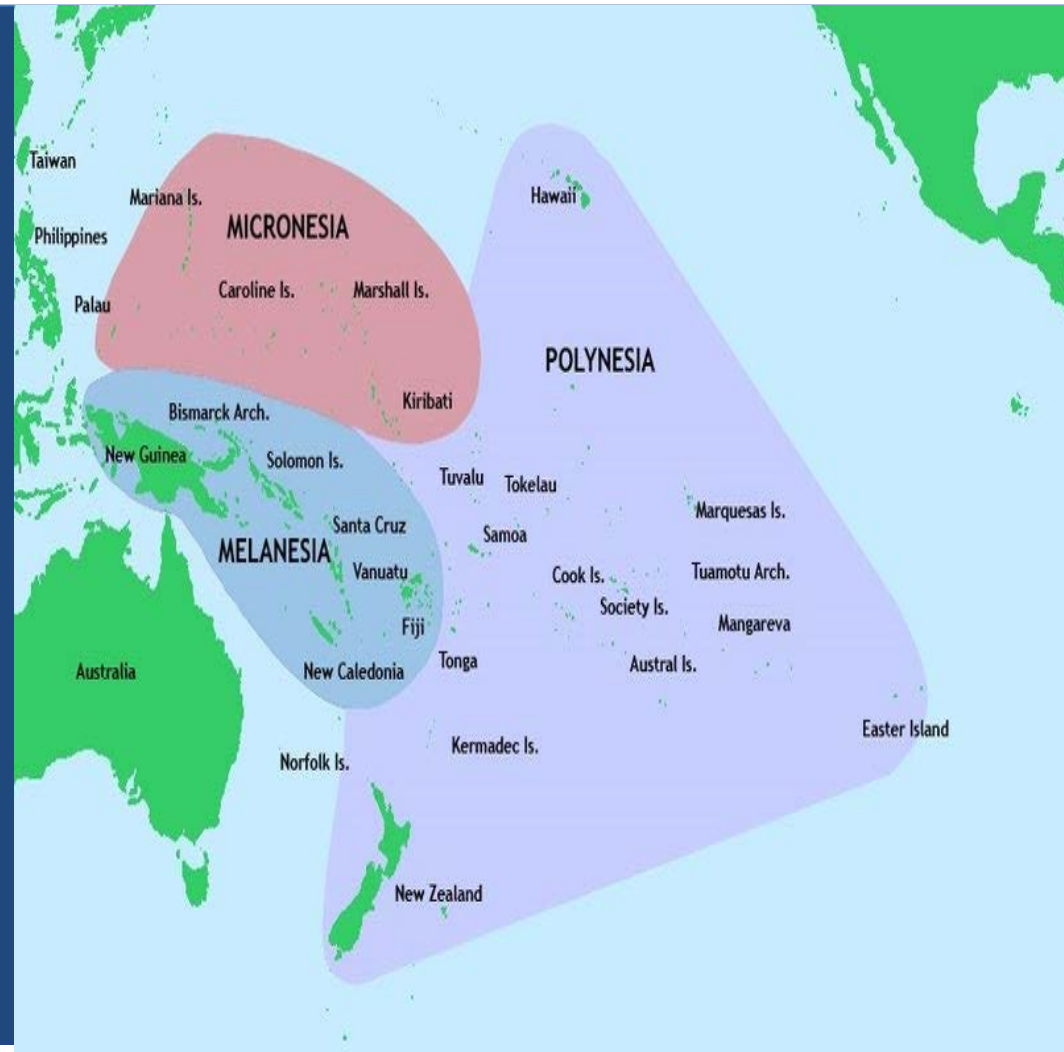 Taiwan
Hawaii
Mariana Is.
MICRONESIA
Philippines
Caroline Is.
Marshall Is.
Palau
POLYNESIA
Kiribati
Bismarck Arch.
New Guinea
Solomon Is.
Tuvalu
Tokelau
Marquesas Is.
Santa Cruz
Samoa
MELANESIA
Vanuatu
Cook Is.
Tuamotu Arch.
Society Is.
Fiji
Mangareva
Tonga
Austral Is.
Australia
New Caledonia
Easter Island
Kermadec Is.
Norfolk Is.
New Zealand